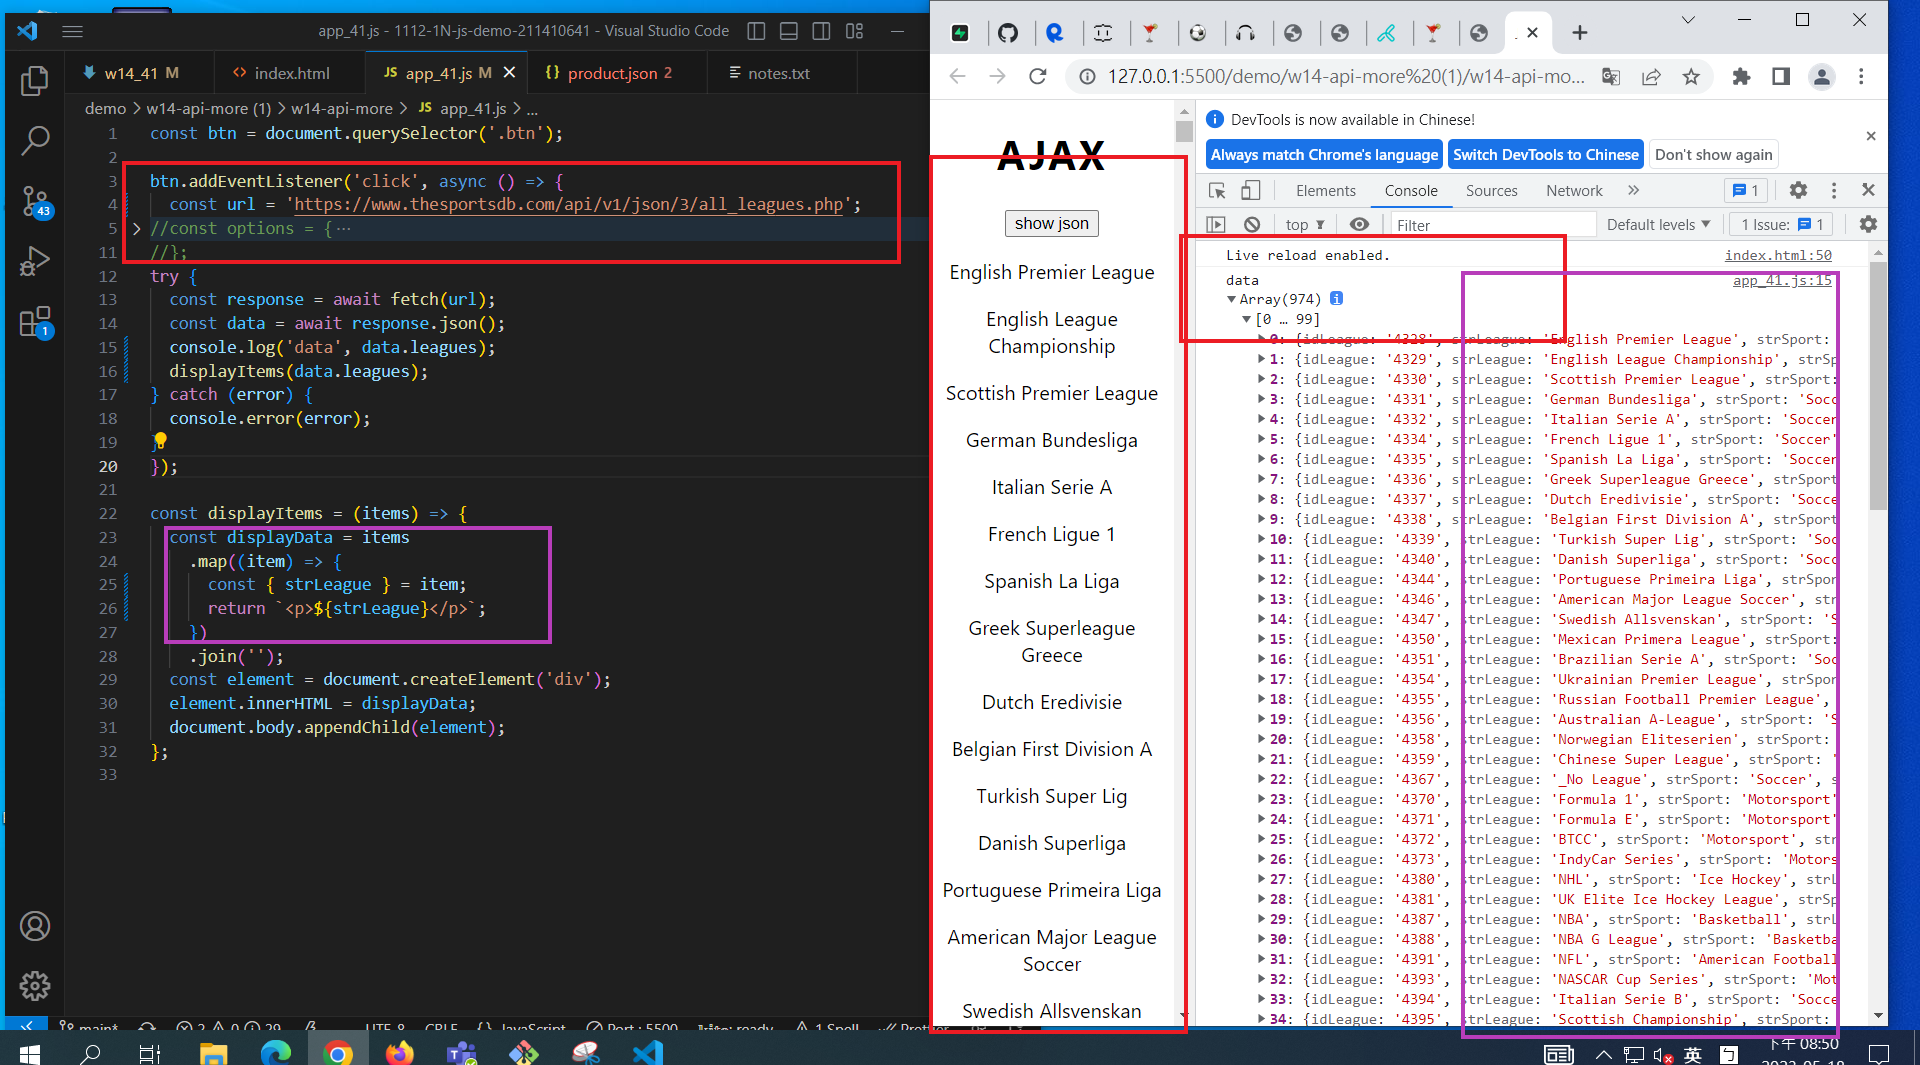 app_41.js - 1112-1N-js-demo-211410641 - Visual Studio Code
w14_41 M
index.html
JS app_41.js M
{} product.json 2
notes.txt
demo > w14-api-more (1) > w14-api-more > JS app_41.js > ...
1 const btn = document.querySelector('.btn');
2
3 btn.addEventListener('click', async () => {
4 const url = 'https://www.thesportsdb.com/api/v1/json/3/all_leagues.php';
5 //const options = {⋯
11 //};
12 try {
13 const response = await fetch(url);
14 const data = await response.json();
15 console.log('data', data.leagues);
16 displayItems(data.leagues);
17 } catch (error) {
18 console.error(error);
19 }
20 });
21
22 const displayItems = (items) => {
23 const displayData = items
24 .map((item) => {
25 const { strLeague } = item;
26 return `<p>${strLeague}</p>`;
27 })
28 .join('');
29 const element = document.createElement('div');
30 element.innerHTML = displayData;
31 document.body.appendChild(element);
32 };
33
43
1
main*
2 0 29
UTF-8 CRLF {} JavaScript Port : 5500 ready 1 Spell
127.0.0.1:5500/demo/w14-api-more%20(1)/w14-api-mo...
AJAX
show json
English Premier League
English League
Championship
Scottish Premier League
German Bundesliga
Italian Serie A
French Ligue 1
Spanish La Liga
Greek Superleague
Greece
Dutch Eredivisie
Belgian First Division A
Turkish Super Lig
Danish Superliga
Portuguese Primeira Liga
American Major League
Soccer
Swedish Allsvenskan
DevTools is now available in Chinese!
Always match Chrome's language
Switch DevTools to Chinese
Don't show again
Elements Console Sources Network » 1
top Filter Default levels 1 Issue: 1
Live reload enabled. index.html:50
data app_41.js:15
Array(974)
[0 … 99]
0: {idLeague: '4328', strLeague: 'English Premier League', strSport:
1: {idLeague: '4329', strLeague: 'English League Championship', strSp
2: {idLeague: '4330', strLeague: 'Scottish Premier League', strSport:
3: {idLeague: '4331', strLeague: 'German Bundesliga', strSport: 'Socc
4: {idLeague: '4332', strLeague: 'Italian Serie A', strSport: 'Soccer
5: {idLeague: '4334', strLeague: 'French Ligue 1', strSport: 'Soccer'
6: {idLeague: '4335', strLeague: 'Spanish La Liga', strSport: 'Soccer
7: {idLeague: '4336', strLeague: 'Greek Superleague Greece', strSport
8: {idLeague: '4337', strLeague: 'Dutch Eredivisie', strSport: 'Socce
9: {idLeague: '4338', strLeague: 'Belgian First Division A', strSport
10: {idLeague: '4339', strLeague: 'Turkish Super Lig', strSport: 'Soc
11: {idLeague: '4340', strLeague: 'Danish Superliga', strSport: 'Socc
12: {idLeague: '4344', strLeague: 'Portuguese Primeira Liga', strSpor
13: {idLeague: '4346', strLeague: 'American Major League Soccer', str
14: {idLeague: '4347', strLeague: 'Swedish Allsvenskan', strSport: 'S
15: {idLeague: '4350', strLeague: 'Mexican Primera League', strSport:
16: {idLeague: '4351', strLeague: 'Brazilian Serie A', strSport: 'Soc
17: {idLeague: '4354', strLeague: 'Ukrainian Premier League', strSpor
18: {idLeague: '4355', strLeague: 'Russian Football Premier League',
19: {idLeague: '4356', strLeague: 'Australian A-League', strSport: 'S
20: {idLeague: '4358', strLeague: 'Norwegian Eliteserien', strSport:
21: {idLeague: '4359', strLeague: 'Chinese Super League', strSport: '
22: {idLeague: '4367', strLeague: '_No League', strSport: 'Soccer', s
23: {idLeague: '4370', strLeague: 'Formula 1', strSport: 'Motorsport'
24: {idLeague: '4371', strLeague: 'Formula E', strSport: 'Motorsport'
25: {idLeague: '4372', strLeague: 'BTCC', strSport: 'Motorsport', str
26: {idLeague: '4373', strLeague: 'IndyCar Series', strSport: 'Motors
27: {idLeague: '4380', strLeague: 'NHL', strSport: 'Ice Hockey', strL
28: {idLeague: '4381', strLeague: 'UK Elite Ice Hockey League', strSp
29: {idLeague: '4387', strLeague: 'NBA', strSport: 'Basketball', strL
30: {idLeague: '4388', strLeague: 'NBA G League', strSport: 'Basketba
31: {idLeague: '4391', strLeague: 'NFL', strSport: 'American Football
32: {idLeague: '4393', strLeague: 'NASCAR Cup Series', strSport: 'Mot
33: {idLeague: '4394', strLeague: 'Italian Serie B', strSport: 'Socce
34: {idLeague: '4395', strLeague: 'Scottish Championship', strSport:
英
下午 08:50